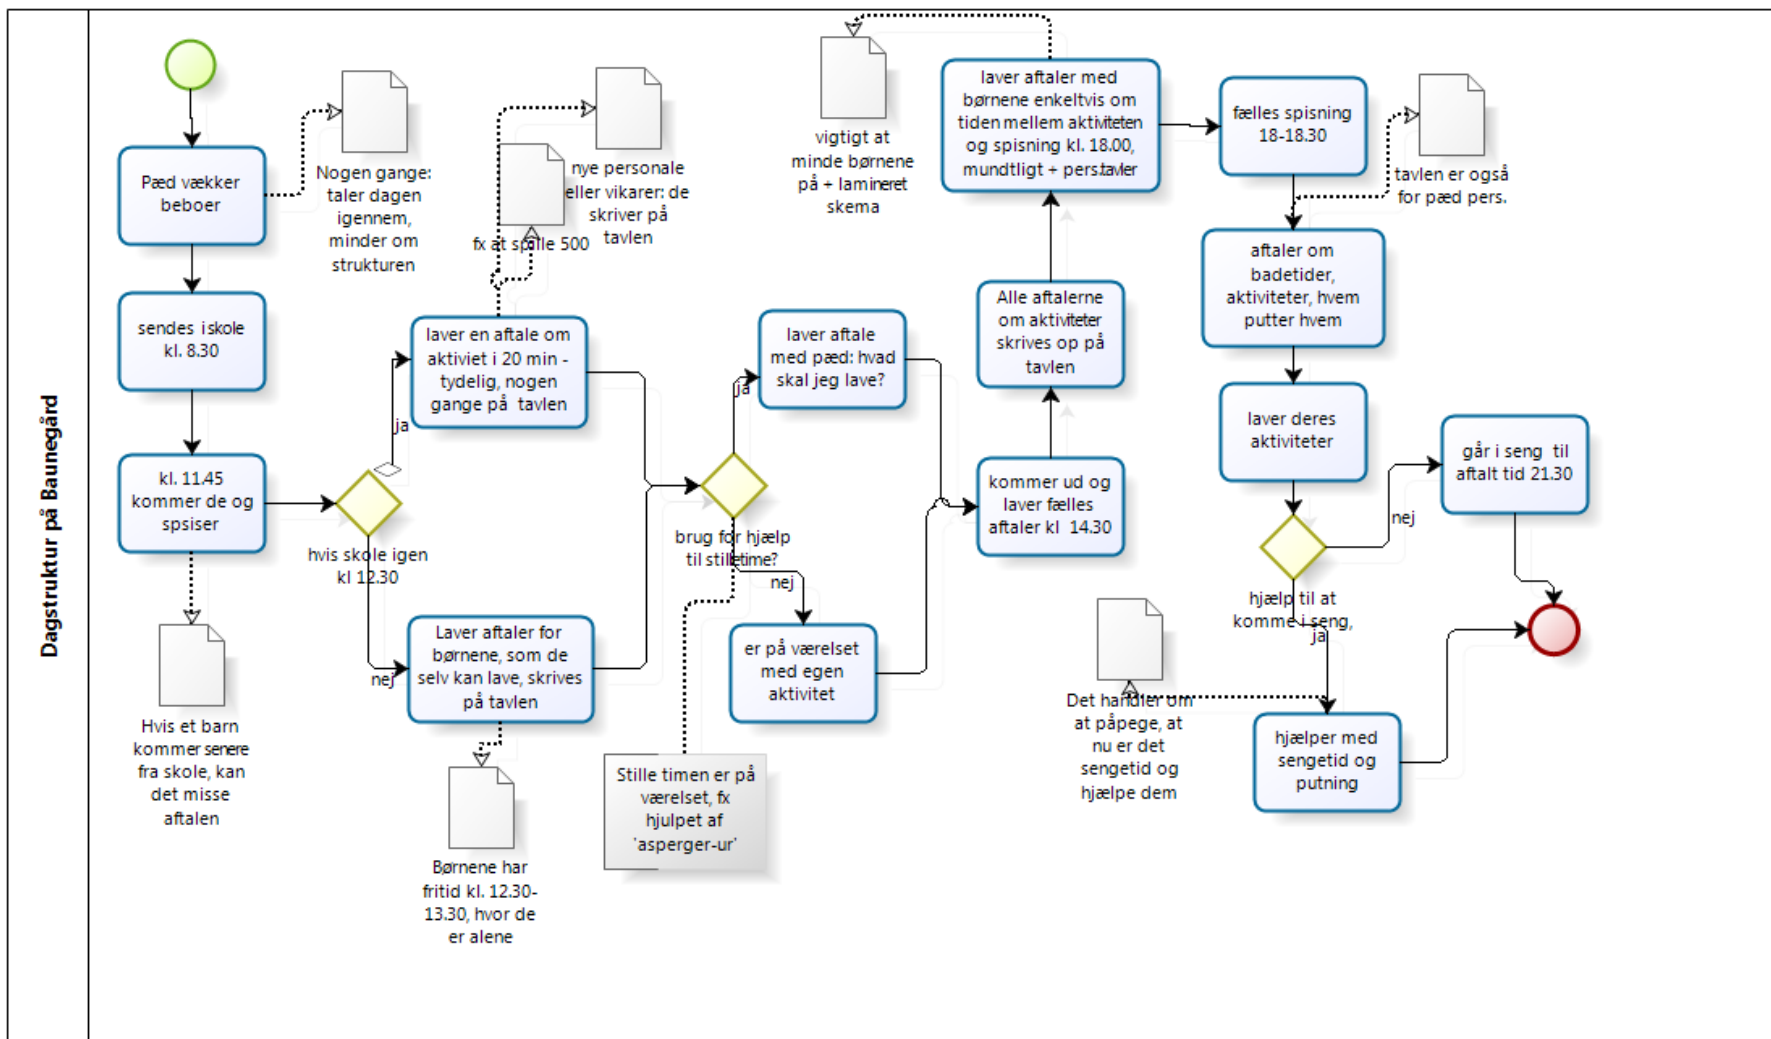 Dagstruktur på Baunegård
Pæd vækker
beboer
Nogen gange:
taler dagen
igennem,
minder om
strukturen
sendes i skole
kl. 8.30
kl. 11.45
kommer de og
spsiser
Hvis et barn
kommer senere
fra skole, kan
det misse
aftalen
hvis skole igen
kl 12.30
ja
nej
laver en aftale om
aktiviet i 20 min -
tydelig, nogen
gange på tavlen
fx at spille 500
nye personale
eller vikarer: de
skriver på
tavlen
Laver aftaler for
børnene, som de
selv kan lave, skrives
på tavlen
Børnene har
fritid kl. 12.30-
13.30, hvor de
er alene
brug for hjælp
til stilletime?
ja
nej
Stille timen er på
værelset, fx
hjulpet af
'asperger-ur'
laver aftale
med pæd: hvad
skal jeg lave?
er på værelset
med egen
aktivitet
kommer ud og
laver fælles
aftaler kl 14.30
Alle aftalerne
om aktiviteter
skrives op på
tavlen
laver aftaler med
børnene enkeltvis om
tiden mellem aktiviteten
og spisning kl. 18.00,
mundtligt + pers.tavler
vigtigt at
minde børnene
på + lamineret
skema
fælles spisning
18-18.30
tavlen er også
for pæd pers.
aftaler om
badetider,
aktiviteter, hvem
putter hvem
laver deres
aktiviteter
hjælp til at
komme i seng,
ja
nej
går i seng til
aftalt tid 21.30
hjælper med
sengetid og
putning
Det handler om
at påpege, at
nu er det
sengetid og
hjælpe dem